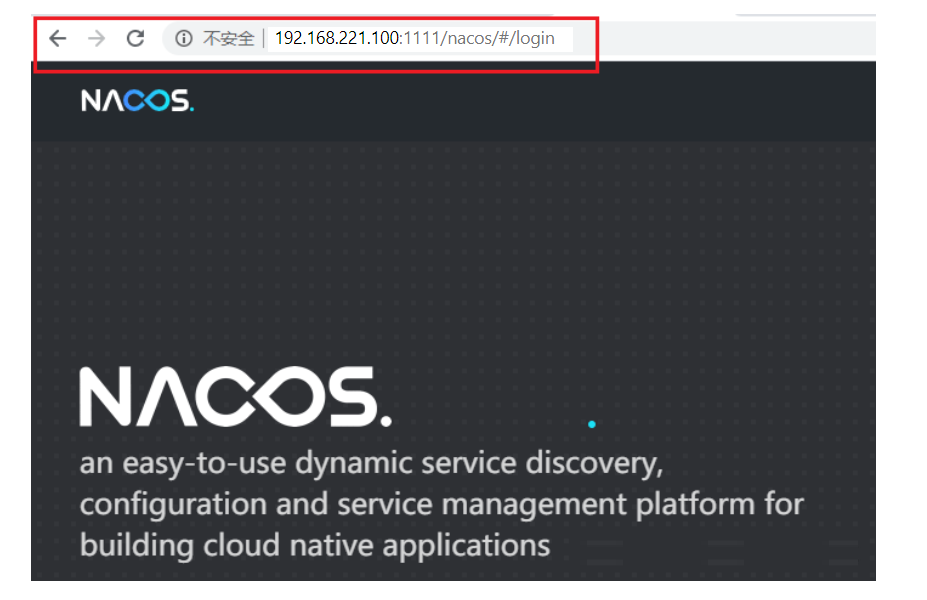 不安全 | 192.168.221.100:1111/nacos/#/login
NACOS.
NACOS.
an easy-to-use dynamic service discovery,
configuration and service management platform for
building cloud native applications